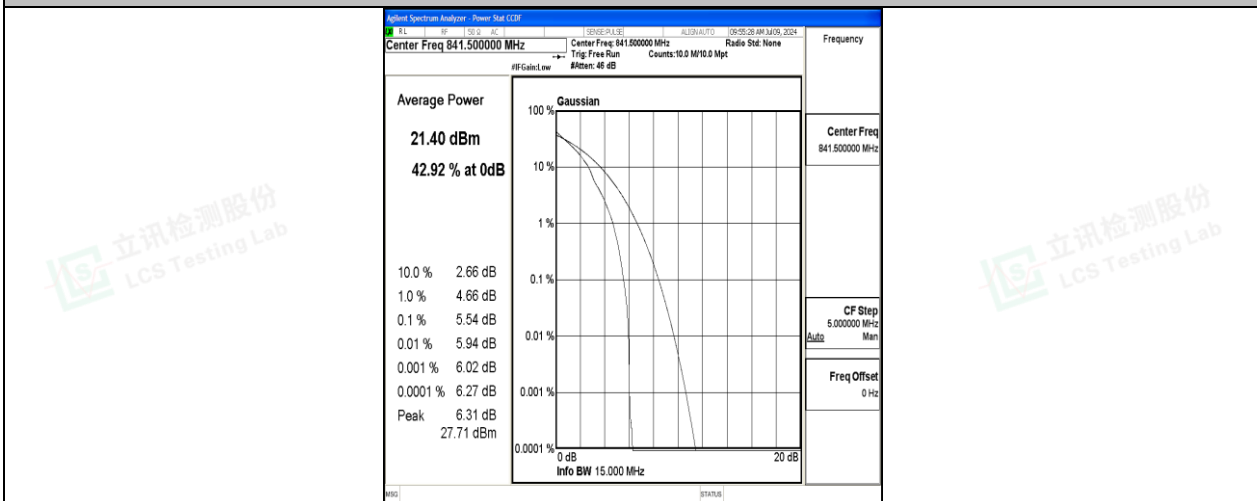 Agilent Spectrum Analyzer - Power Stat CCDF
RL RF 50 Ω AC SENSE:PULSE ALIGN AUTO 09:55:28 AM Jul 09, 2024
Center Freq 841.500000 MHz
Center Freq: 841.500000 MHz Radio Std: None
Trig: Free Run Counts:10.0 M/10.0 Mpt
#IFGain:Low #Atten: 46 dB
Frequency
Average Power
21.40 dBm
42.92 % at 0dB
10.0 % 2.66 dB
1.0 % 4.66 dB
0.1 % 5.54 dB
0.01 % 5.94 dB
0.001 % 6.02 dB
0.0001 % 6.27 dB
Peak 6.31 dB
27.71 dBm
Gaussian
100 %
10 %
1 %
0.1 %
0.01 %
0.001 %
0.0001 %
0 dB 20 dB
Info BW 15.000 MHz
Center Freq
841.500000 MHz
CF Step
5.000000 MHz
Auto Man
Freq Offset
0 Hz
MSG STATUS
立讯检测股份
LCS Testing Lab
立讯检测股份
LCS Testing Lab